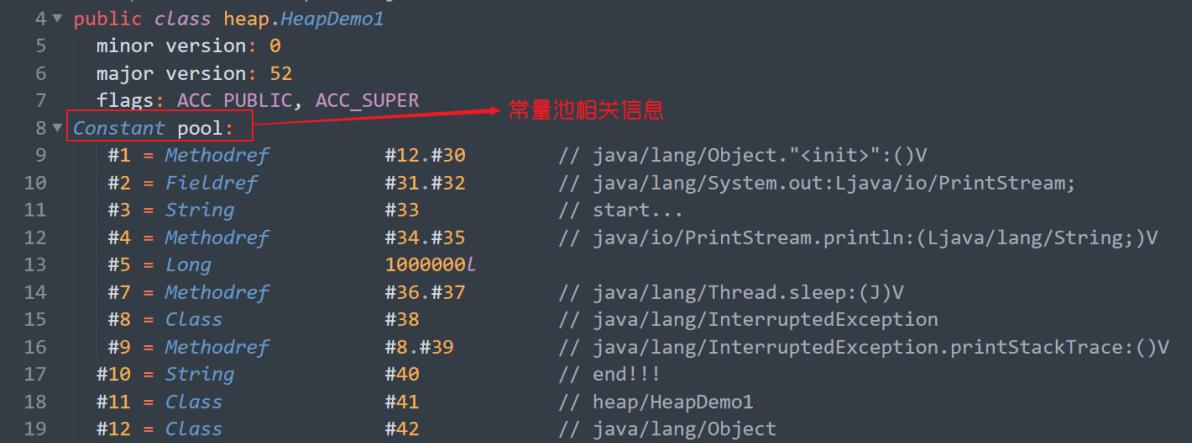 4 public class heap.HeapDemo1
5 minor version: 0
6 major version: 52
7 flags: ACC_PUBLIC, ACC_SUPER
8 Constant pool: 常量池相关信息
9 #1 = Methodref #12.#30 // java/lang/Object."<init>":()V
10 #2 = Fieldref #31.#32 // java/lang/System.out:Ljava/io/PrintStream;
11 #3 = String #33 // start...
12 #4 = Methodref #34.#35 // java/io/PrintStream.println:(Ljava/lang/String;)V
13 #5 = Long 1000000l
14 #7 = Methodref #36.#37 // java/lang/Thread.sleep:(J)V
15 #8 = Class #38 // java/lang/InterruptedException
16 #9 = Methodref #8.#39 // java/lang/InterruptedException.printStackTrace:()V
17 #10 = String #40 // end!!!
18 #11 = Class #41 // heap/HeapDemo1
19 #12 = Class #42 // java/lang/Object